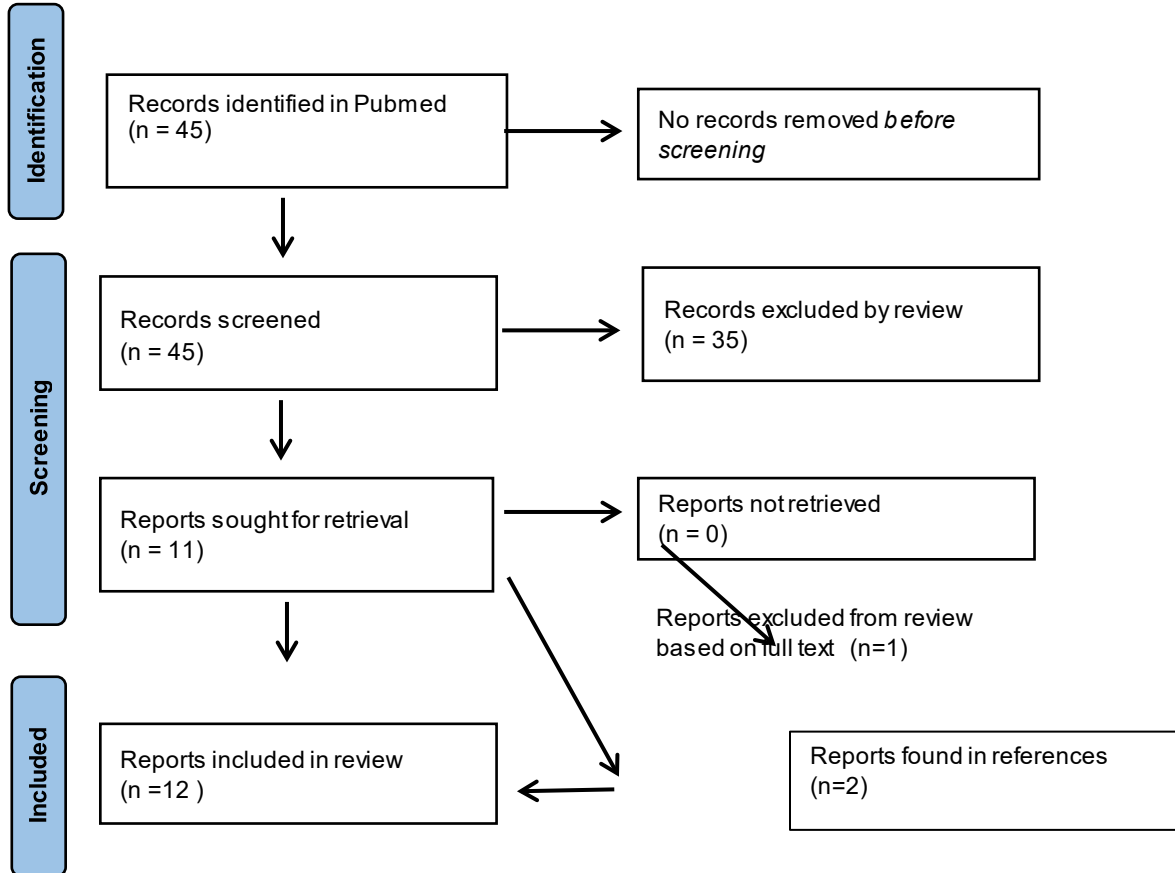 Identification
Records identified in Pubmed
(n = 45)
No records removed before
screening
Screening
Records screened
(n = 45)
Records excluded by review
(n = 35)
Reports sought for retrieval
(n = 11)
Reports not retrieved
(n = 0)
Reports excluded from review
based on full text (n=1)
Included
Reports included in review
(n =12 )
Reports found in references
(n=2)